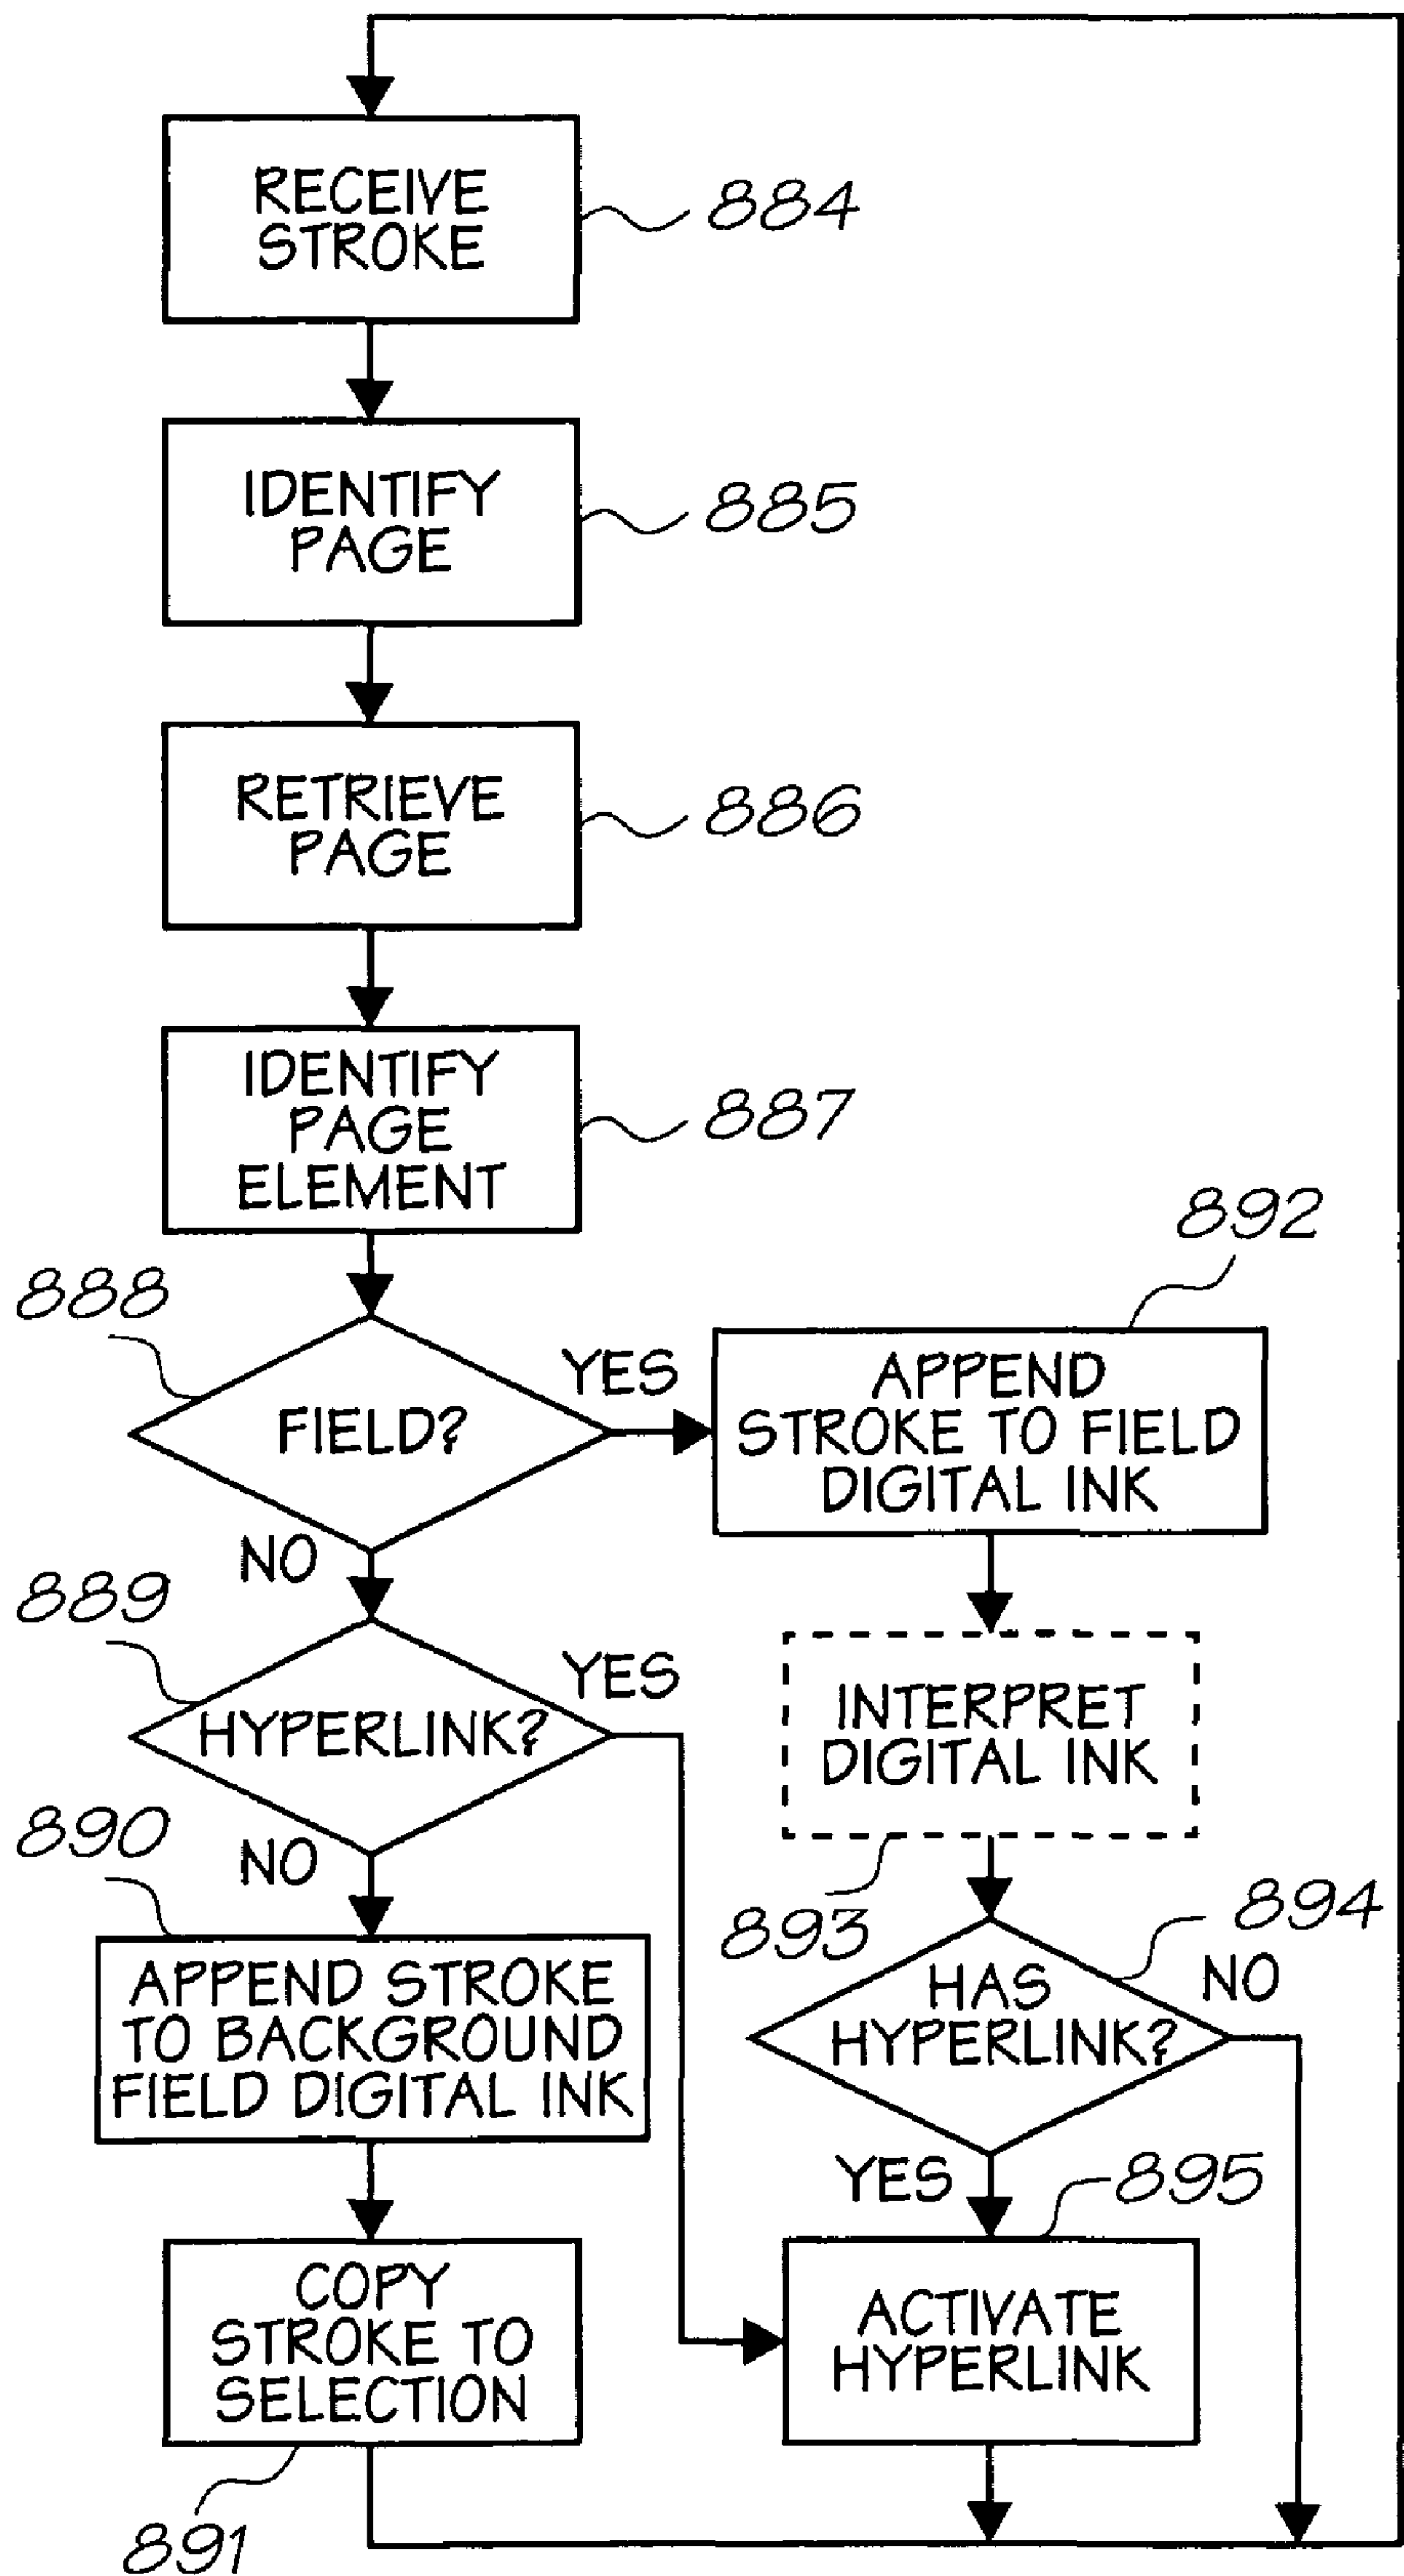 RECEIVE
STROKE
884
IDENTIFY
PAGE
885
RETRIEVE
PAGE
886
IDENTIFY
PAGE
ELEMENT
887
888
FIELD?
YES
NO
892
APPEND
STROKE TO FIELD
DIGITAL INK
889
HYPERLINK?
YES
NO
INTERPRET
DIGITAL INK
893
890
APPEND STROKE
TO BACKGROUND
FIELD DIGITAL INK
894
HAS
HYPERLINK?
NO
YES
COPY
STROKE TO
SELECTION
891
895
ACTIVATE
HYPERLINK